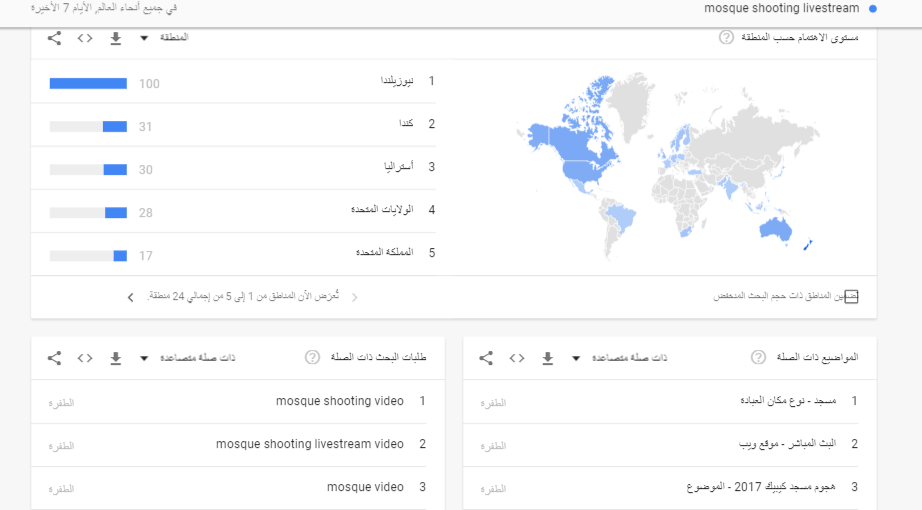 mosque shooting livestream
في جميع أنحاء العالم, الأيام 7 الأخيرة
مستوى الاهتمام حسب المنطقة
المنطقة
1 نيوزيلندا 100
2 كندا 31
3 أستراليا 30
4 الولايات المتحدة 28
5 المملكة المتحدة 17
تضمين المناطق ذات حجم البحث المنخفض
تُعرَض الآن المناطق من 1 إلى 5 من إجمالي 24 منطقة.
المواضيع ذات الصلة
ذات صلة متصاعدة
1 مسجد - نوع مكان العبادة الطفرة
2 البث المباشر - موقع ويب الطفرة
3 هجوم مسجد كيبيك 2017 - الموضوع الطفرة
طلبات البحث ذات الصلة
ذات صلة متصاعدة
1 mosque shooting video الطفرة
2 mosque shooting livestream video الطفرة
3 mosque video الطفرة